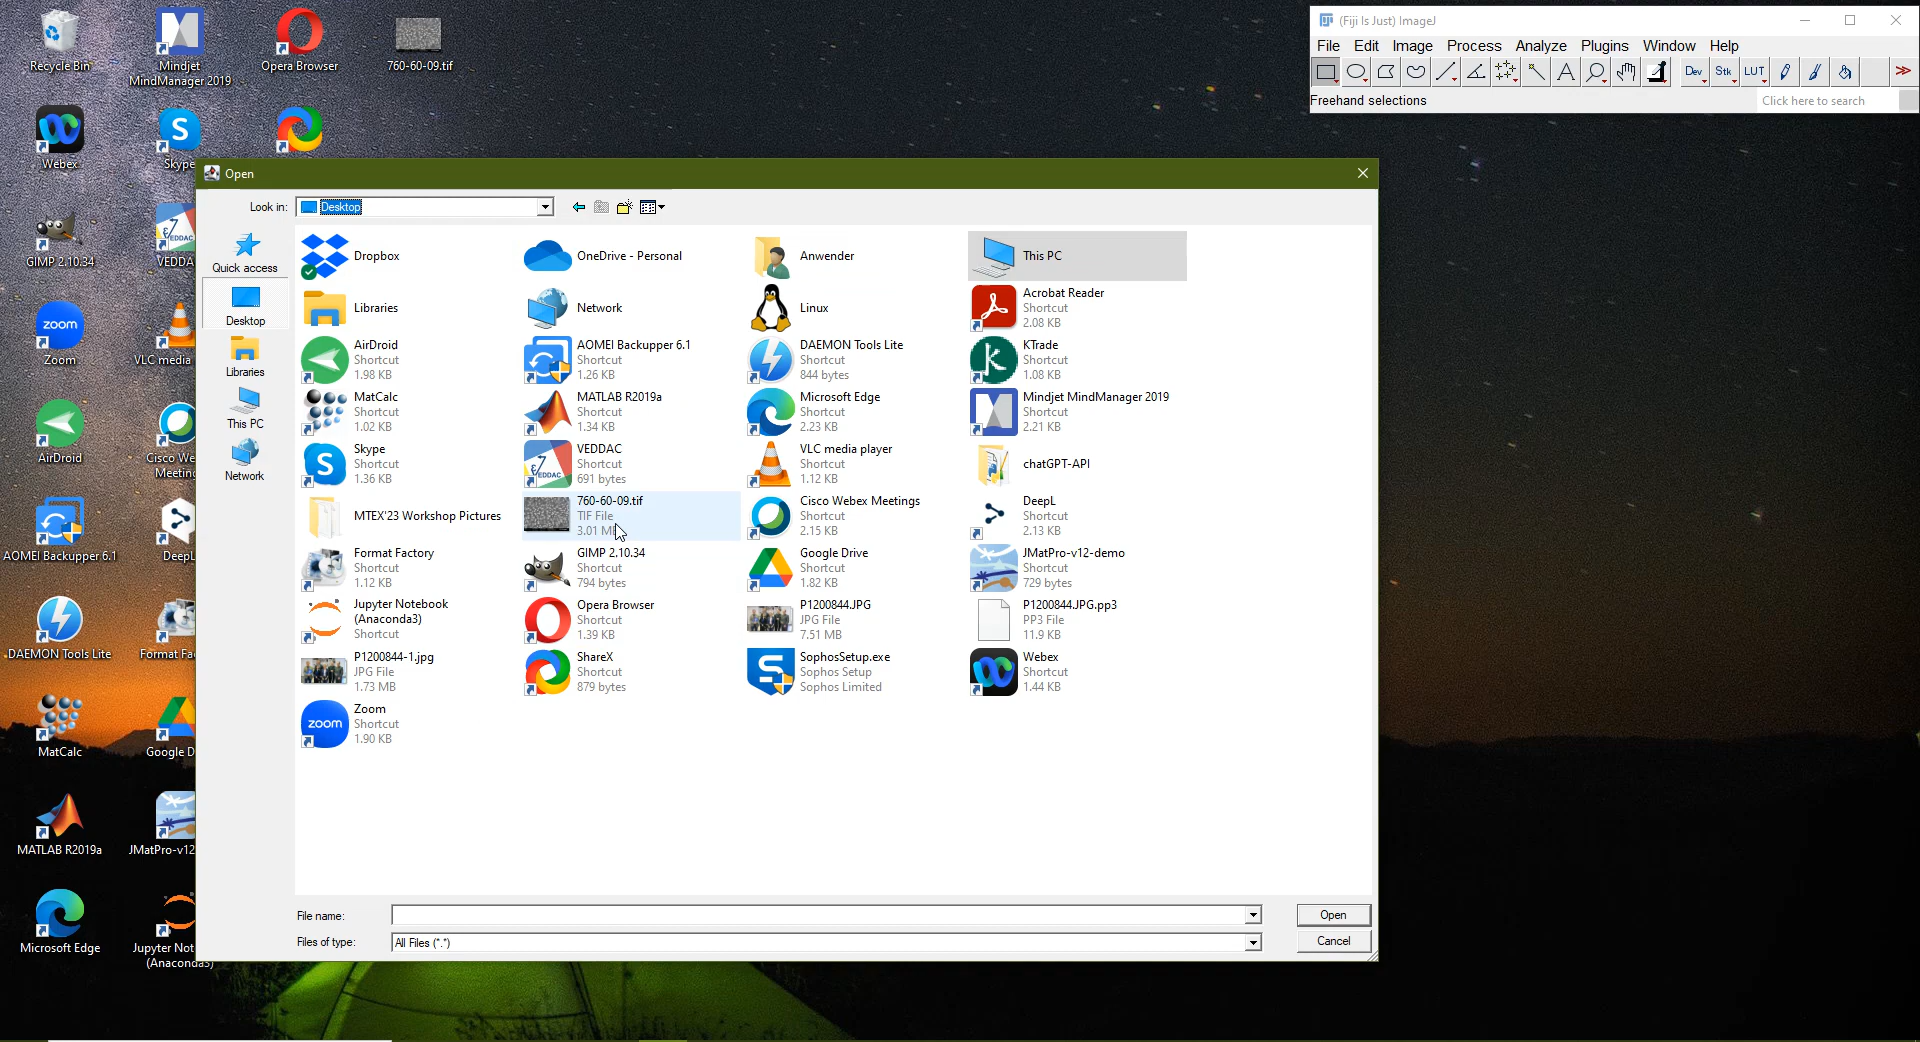 Recycle Bin
Mindjet
MindManager 2019
Opera Browser
760-60-09.tif
(Fiji Is Just) ImageJ
File Edit Image Process Analyze Plugins Window Help
Dev Stk LUT
Freehand selections
Click here to search
Webex
Skype
Open
Look in: Desktop
GIMP 2.10.34
VEDDA
Quick access
Desktop
Libraries
This PC
Network
Dropbox
OneDrive - Personal
Anwender
This PC
Libraries
Network
Linux
Acrobat Reader
Shortcut
2.08 KB
AirDroid
Shortcut
1.98 KB
AOMEI Backupper 6.1
Shortcut
1.26 KB
DAEMON Tools Lite
Shortcut
844 bytes
KTrade
Shortcut
1.08 KB
MatCalc
Shortcut
1.02 KB
MATLAB R2019a
Shortcut
1.34 KB
Microsoft Edge
Shortcut
2.23 KB
Mindjet MindManager 2019
Shortcut
2.21 KB
Skype
Shortcut
1.36 KB
VEDDAC
Shortcut
691 bytes
VLC media player
Shortcut
1.12 KB
chatGPT-API
MTEX'23 Workshop Pictures
760-60-09.tif
TIF File
3.01 MB
Cisco Webex Meetings
Shortcut
2.15 KB
DeepL
Shortcut
2.13 KB
Format Factory
Shortcut
1.12 KB
GIMP 2.10.34
Shortcut
794 bytes
Google Drive
Shortcut
1.82 KB
JMatPro-v12-demo
Shortcut
729 bytes
Jupyter Notebook
(Anaconda3)
Shortcut
Opera Browser
Shortcut
1.39 KB
P1200844.JPG
JPG File
7.51 MB
P1200844.JPG.pp3
PP3 File
11.9 KB
P1200844-1.jpg
JPG File
1.73 MB
ShareX
Shortcut
879 bytes
SophosSetup.exe
Sophos Setup
Sophos Limited
Webex
Shortcut
1.44 KB
zoom
Zoom
Shortcut
1.90 KB
File name:
Open
Files of type: All Files (*.*)
Cancel
zoom
Zoom
VLC media
AirDroid
Cisco We
Meeting
AOMEI Backupper 6.1
DeepL
DAEMON Tools Lite
Format Fac
MatCalc
Google D
MATLAB R2019a
JMatPro-v12
Microsoft Edge
Jupyter Not
(Anaconda3)